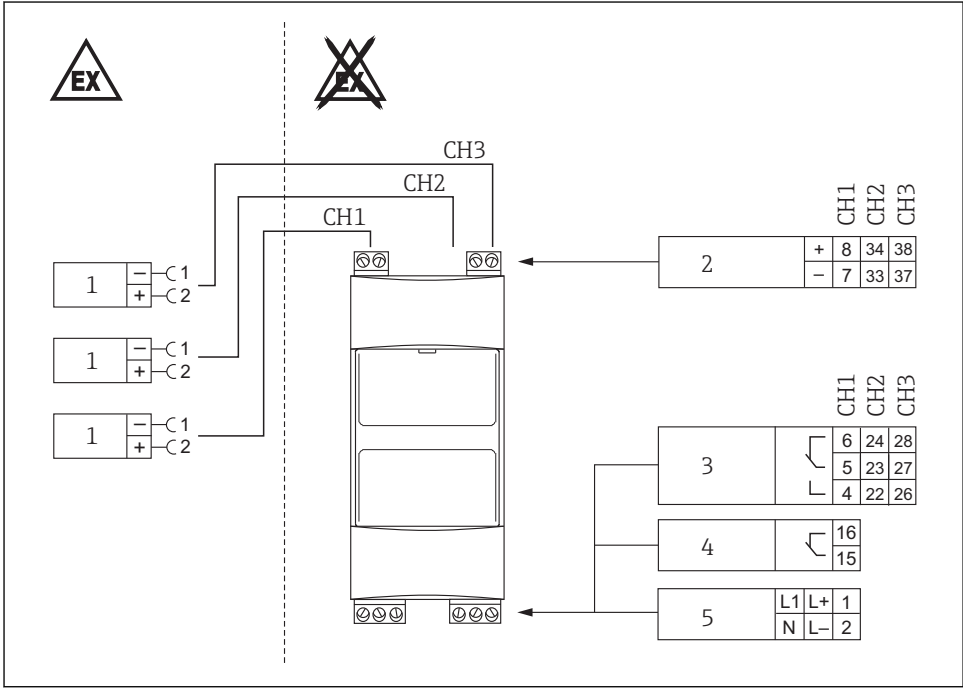 EX
EX
CH3
CH2
CH1
1 − 1
+ 2
1 − 1
+ 2
1 − 1
+ 2
CH1 CH2 CH3
2 + 8 34 38
− 7 33 37
CH1 CH2 CH3
3 6 24 28
5 23 27
4 22 26
4 16
15
5 L1 L+ 1
N L− 2